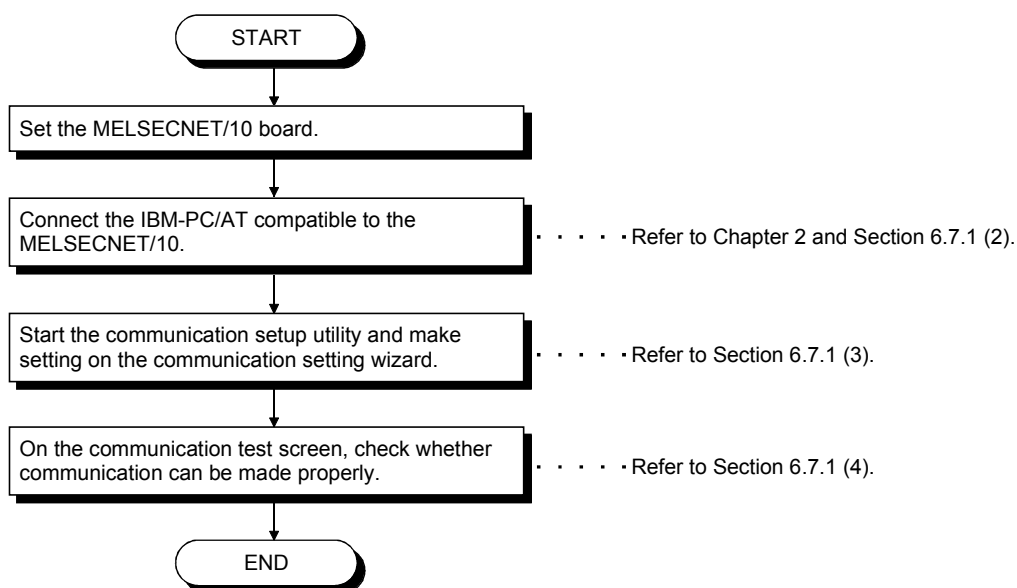 START
Set the MELSECNET/10 board.
Connect the IBM-PC/AT compatible to the
MELSECNET/10.
Refer to Chapter 2 and Section 6.7.1 (2).
Start the communication setup utility and make
setting on the communication setting wizard.
Refer to Section 6.7.1 (3).
On the communication test screen, check whether
communication can be made properly.
Refer to Section 6.7.1 (4).
END